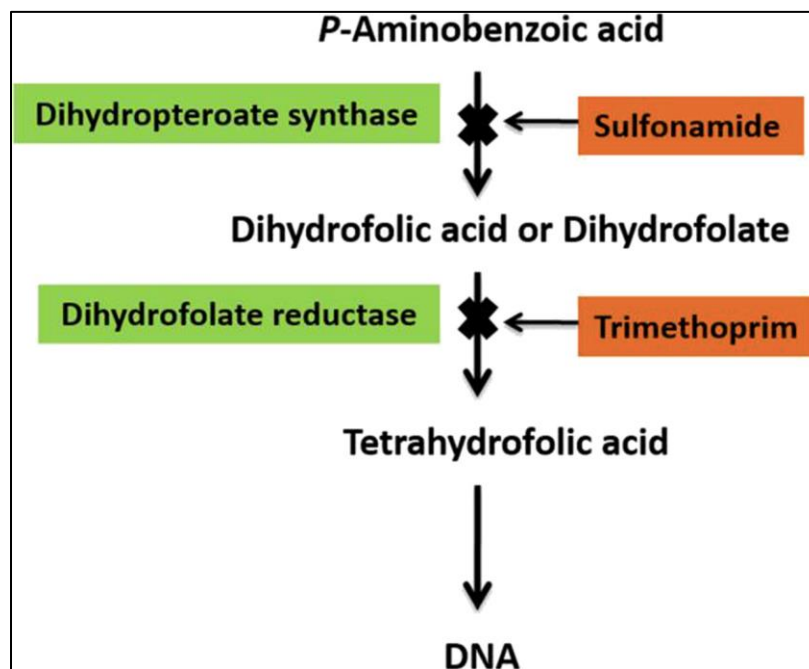 P-Aminobenzoic acid
Dihydropteroate synthase
Sulfonamide
Dihydrofolic acid or Dihydrofolate
Dihydrofolate reductase
Trimethoprim
Tetrahydrofolic acid
DNA